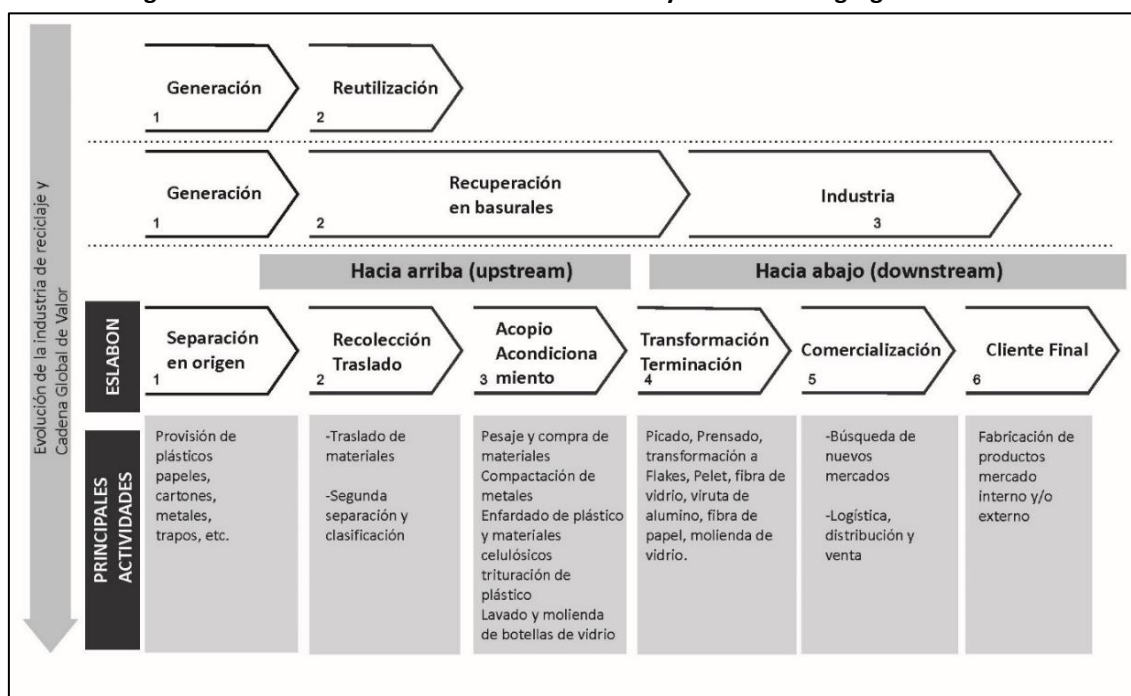 Evolución de la industria de reciclaje y
Cadena Global de Valor
Generación
1
Reutilización
2
Generación
1
Recuperación
en basurales
2
Industria
3
Hacia arriba (upstream)
Hacia abajo (downstream)
ESLABON
Separación
en origen
1
Recolección
Traslado
2
Acopio
Acondiciona
miento
3
Transformación
Terminación
4
Comercialización
5
Cliente Final
6
PRINCIPALES
ACTIVIDADES
Provisión de
plásticos
papeles,
cartones,
metales,
trapos, etc.
-Traslado de
materiales
-Segunda
separación y
clasificación
Pesaje y compra de
materiales
Compactación de
metales
Enfardado de plástico
y materiales
celulósicos
trituración de
plástico
Lavado y molienda
de botellas de vidrio
Picado, Prensado,
transformación a
Flakes, Pelet, fibra de
vidrio, viruta de
alumino, fibra de
papel, molienda de
vidrio.
-Búsqueda de
nuevos
mercados
-Logística,
distribución y
venta
Fabricación de
productos
mercado
interno y/o
externo